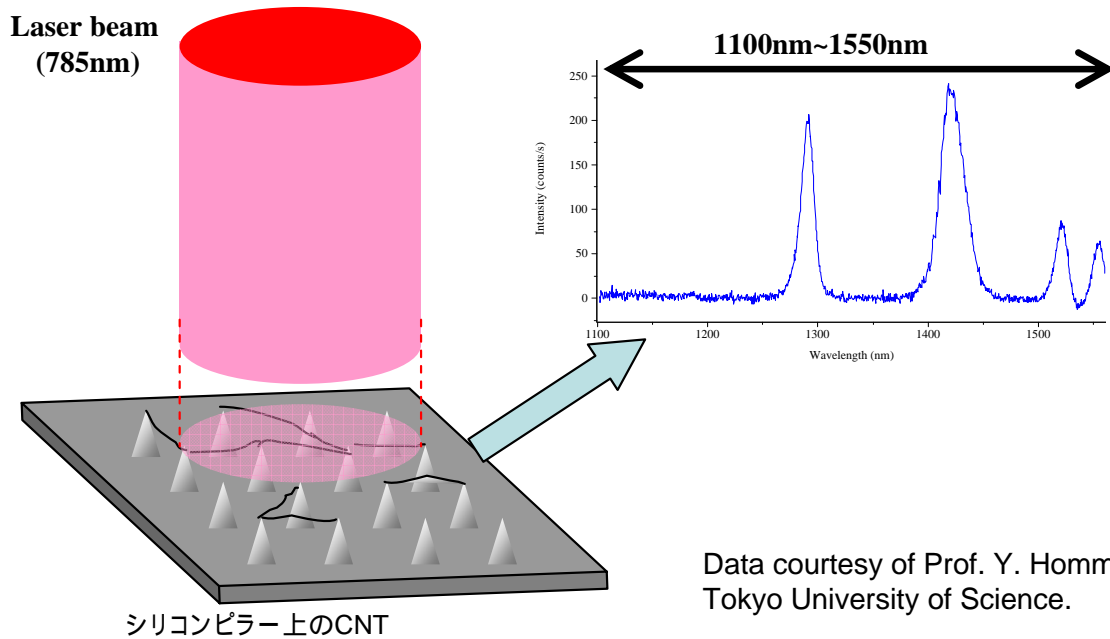 Laser beam
(785nm)
1100nm~1550nm
250
200
150
100
50
0
Intensity (counts/s)
1100
1200
1300
1400
1500
Wavelength (nm)
シリコンピラー上のCNT
Data courtesy of Prof. Y. Homm
Tokyo University of Science.